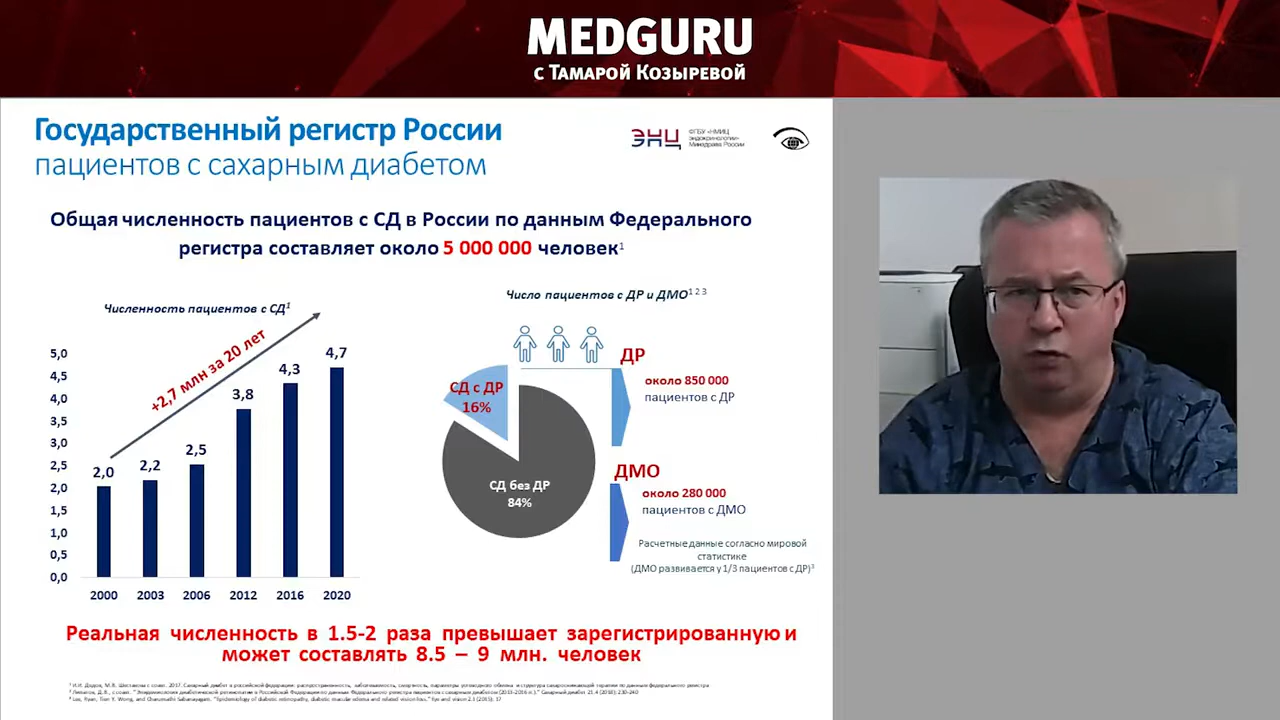 MEDGURU
с Тамарой Козыревой
Государственный регистр России
пациентов с сахарным диабетом
ЭНЦ
ФГБУ «НМИЦ
эндокринологии»
Минздрава России
Общая численность пациентов с СД в России по данным Федерального
регистра составляет около 5 000 000 человек¹
Численность пациентов с СД¹
+2,7 млн за 20 лет
5,0
4,5
4,0
3,5
3,0
2,5
2,0
1,5
1,0
0,5
0,0
2,0
2,2
2,5
3,8
4,3
4,7
2000 2003 2006 2012 2016 2020
Число пациентов с ДР и ДМО¹ ² ³
СД с ДР
16%
СД без ДР
84%
ДР
около 850 000
пациентов с ДР
ДМО
около 280 000
пациентов с ДМО
Расчетные данные согласно мировой
статистике
(ДМО развивается у 1/3 пациентов с ДР)³
Реальная численность в 1.5-2 раза превышает зарегистрированную и
может составлять 8.5 – 9 млн. человек